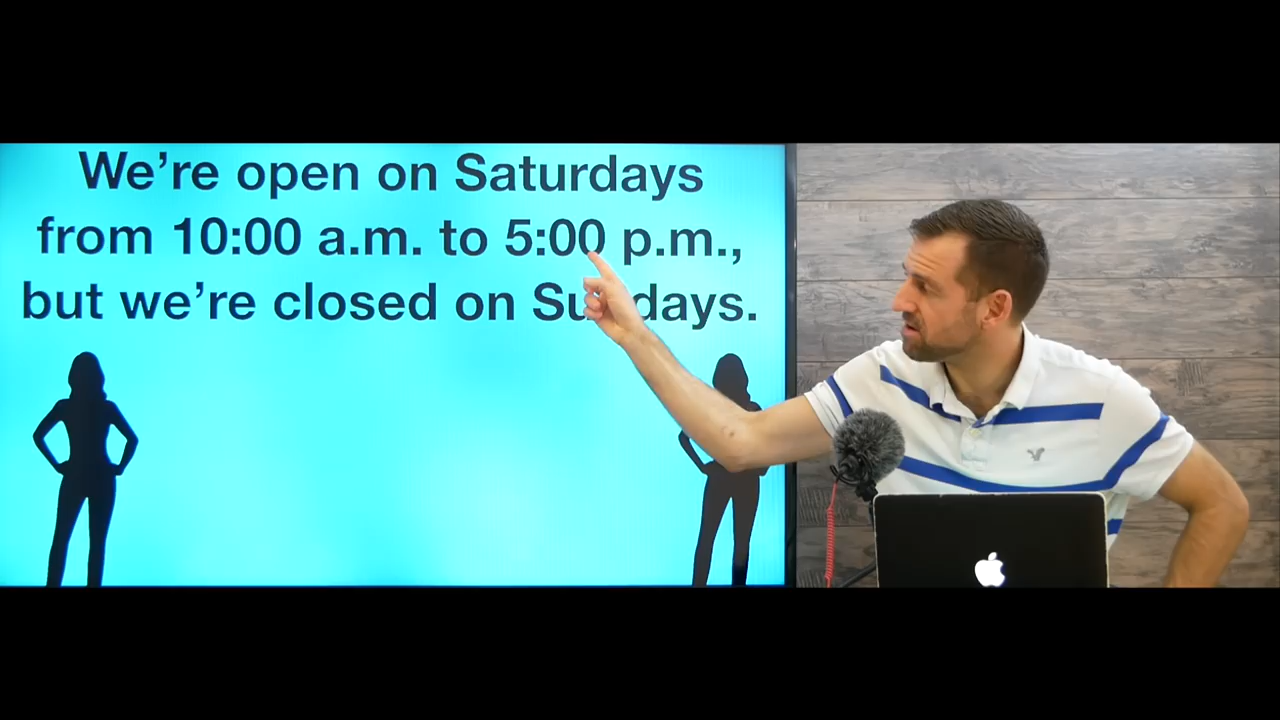 We're open on Saturdays
from 10:00 a.m. to 5:00 p.m.,
but we're closed on Sundays.